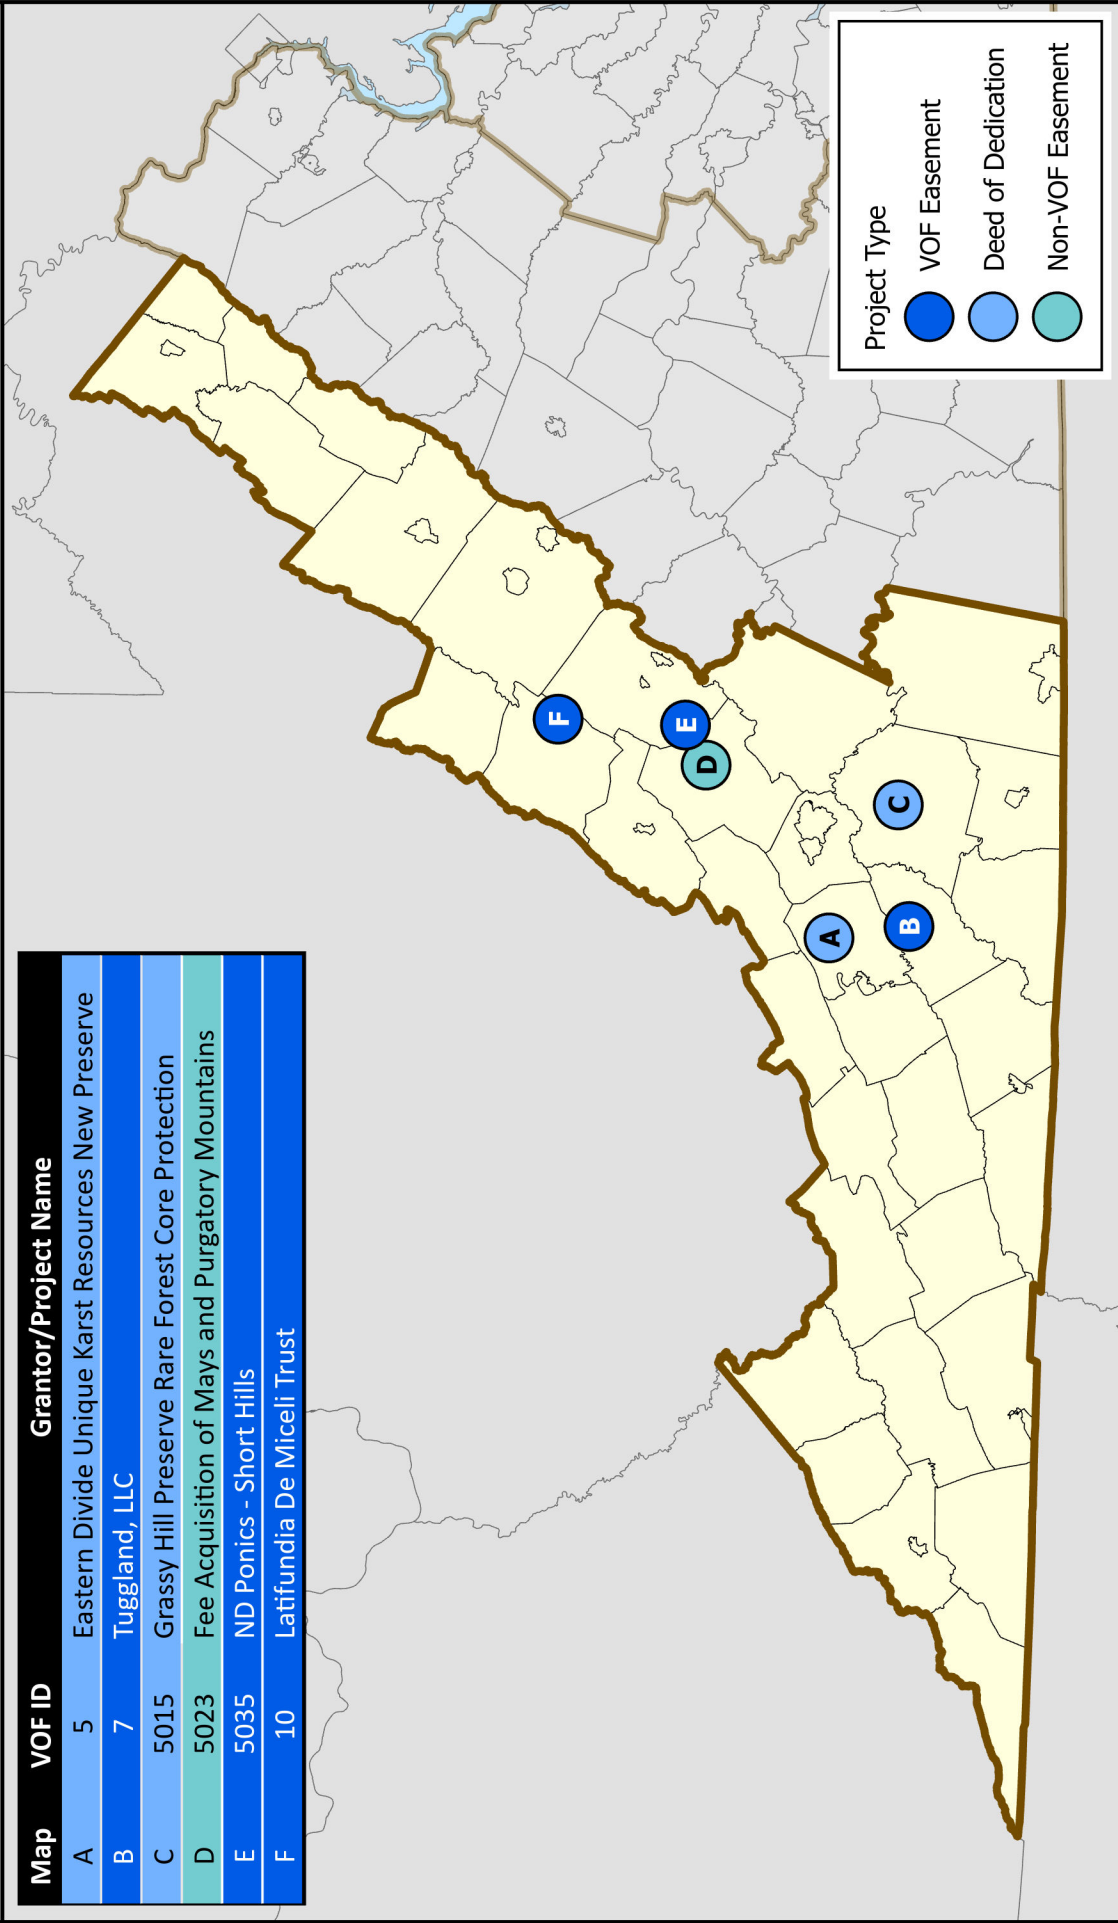 Map VOF ID Grantor/Project Name
A 5 Eastern Divide Unique Karst Resources New Preserve
B 7 Tuggland, LLC
C 5015 Grassy Hill Preserve Rare Forest Core Protection
D 5023 Fee Acquisition of Mays and Purgatory Mountains
E 5035 ND Ponics - Short Hills
F 10 Latifundia De Miceli Trust
F
E
D
C
A
B
Project Type
VOF Easement
Deed of Dedication
Non-VOF Easement